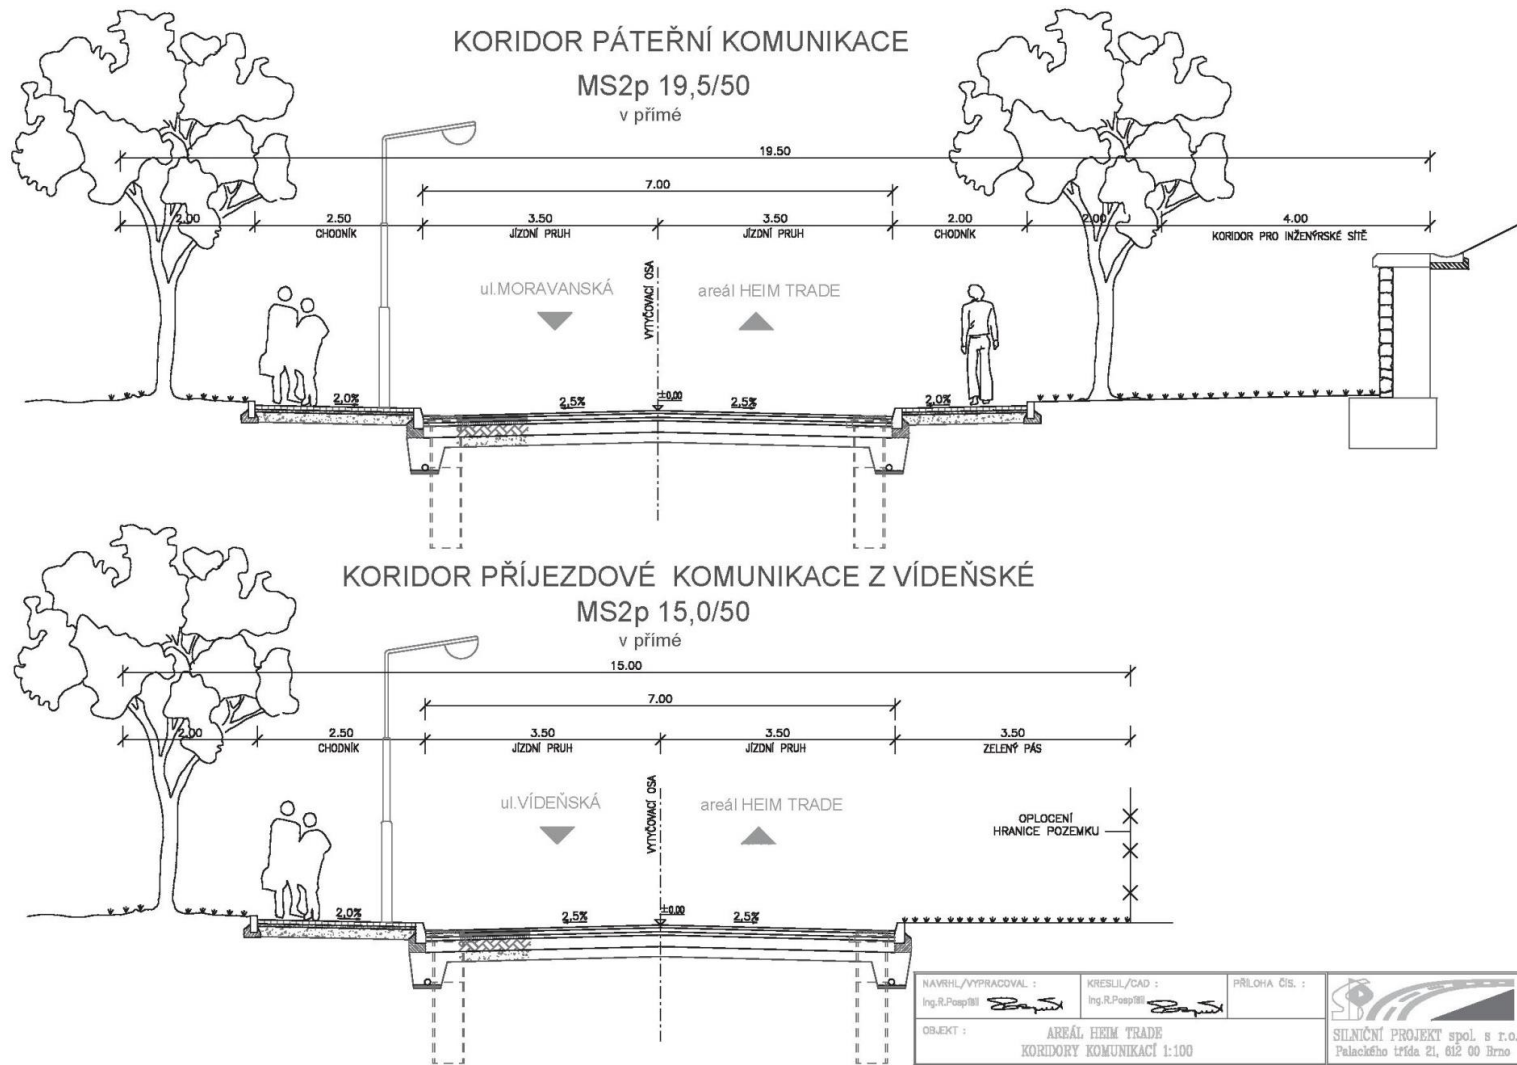 KORIDOR PÁTEŘNÍ KOMUNIKACE
MS2p 19,5/50
v přímé
19.50
7.00
2.00 2.50 3.50 3.50 2.00 2.00 4.00
CHODNÍK JÍZDNÍ PRUH JÍZDNÍ PRUH CHODNÍK KORIDOR PRO INŽENÝRSKÉ SÍTĚ
ul.MORAVANSKÁ VYTYČOVACÍ OSA areál HEIM TRADE
2,0% 2,5% ±0,00 2,5% 2,0%
KORIDOR PŘÍJEZDOVÉ KOMUNIKACE Z VÍDEŇSKÉ
MS2p 15,0/50
v přímé
15.00
7.00
2.00 2.50 3.50 3.50 3.50
CHODNÍK JÍZDNÍ PRUH JÍZDNÍ PRUH ZELENÝ PÁS
ul.VÍDEŇSKÁ VYTYČOVACÍ OSA areál HEIM TRADE
OPLOCENÍ
HRANICE POZEMKU
2,0% 2,5% ±0,00 2,5%
NAVRHL/VYPRACOVAL : KRESLIL/CAD : PŘÍLOHA ČÍS. :
Ing.R.Pospíšil Ing.R.Pospíšil
OBJEKT : AREÁL HEIM TRADE
KORIDORY KOMUNIKACÍ 1:100
SILNIČNÍ PROJEKT spol. s r.o.
Palackého třída 21, 612 00 Brno